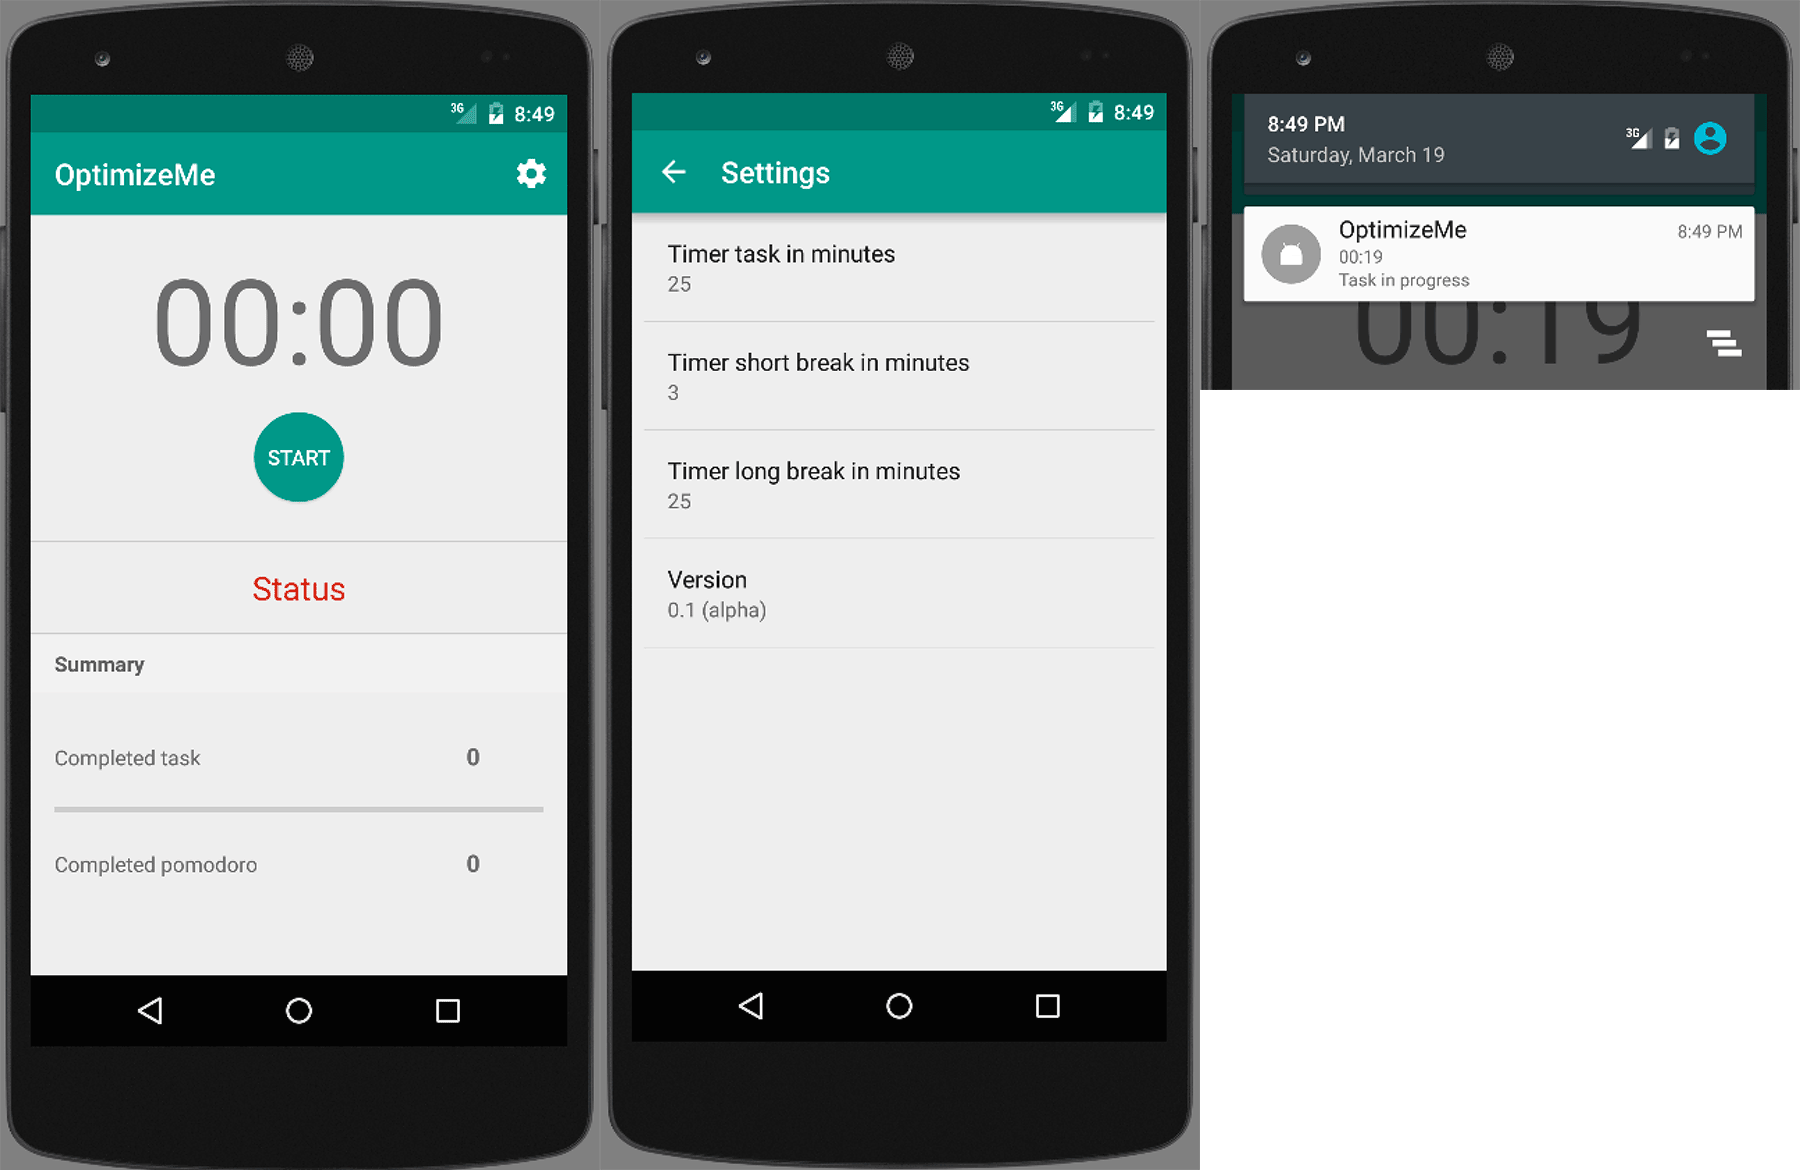 3G 8:49
OptimizeMe
00:00
START
Status
Summary
Completed task 0
Completed pomodoro 0
3G 8:49
Settings
Timer task in minutes
25
Timer short break in minutes
3
Timer long break in minutes
25
Version
0.1 (alpha)
8:49 PM
3G
Saturday, March 19
OptimizeMe 8:49 PM
00:19
Task in progress
00:19